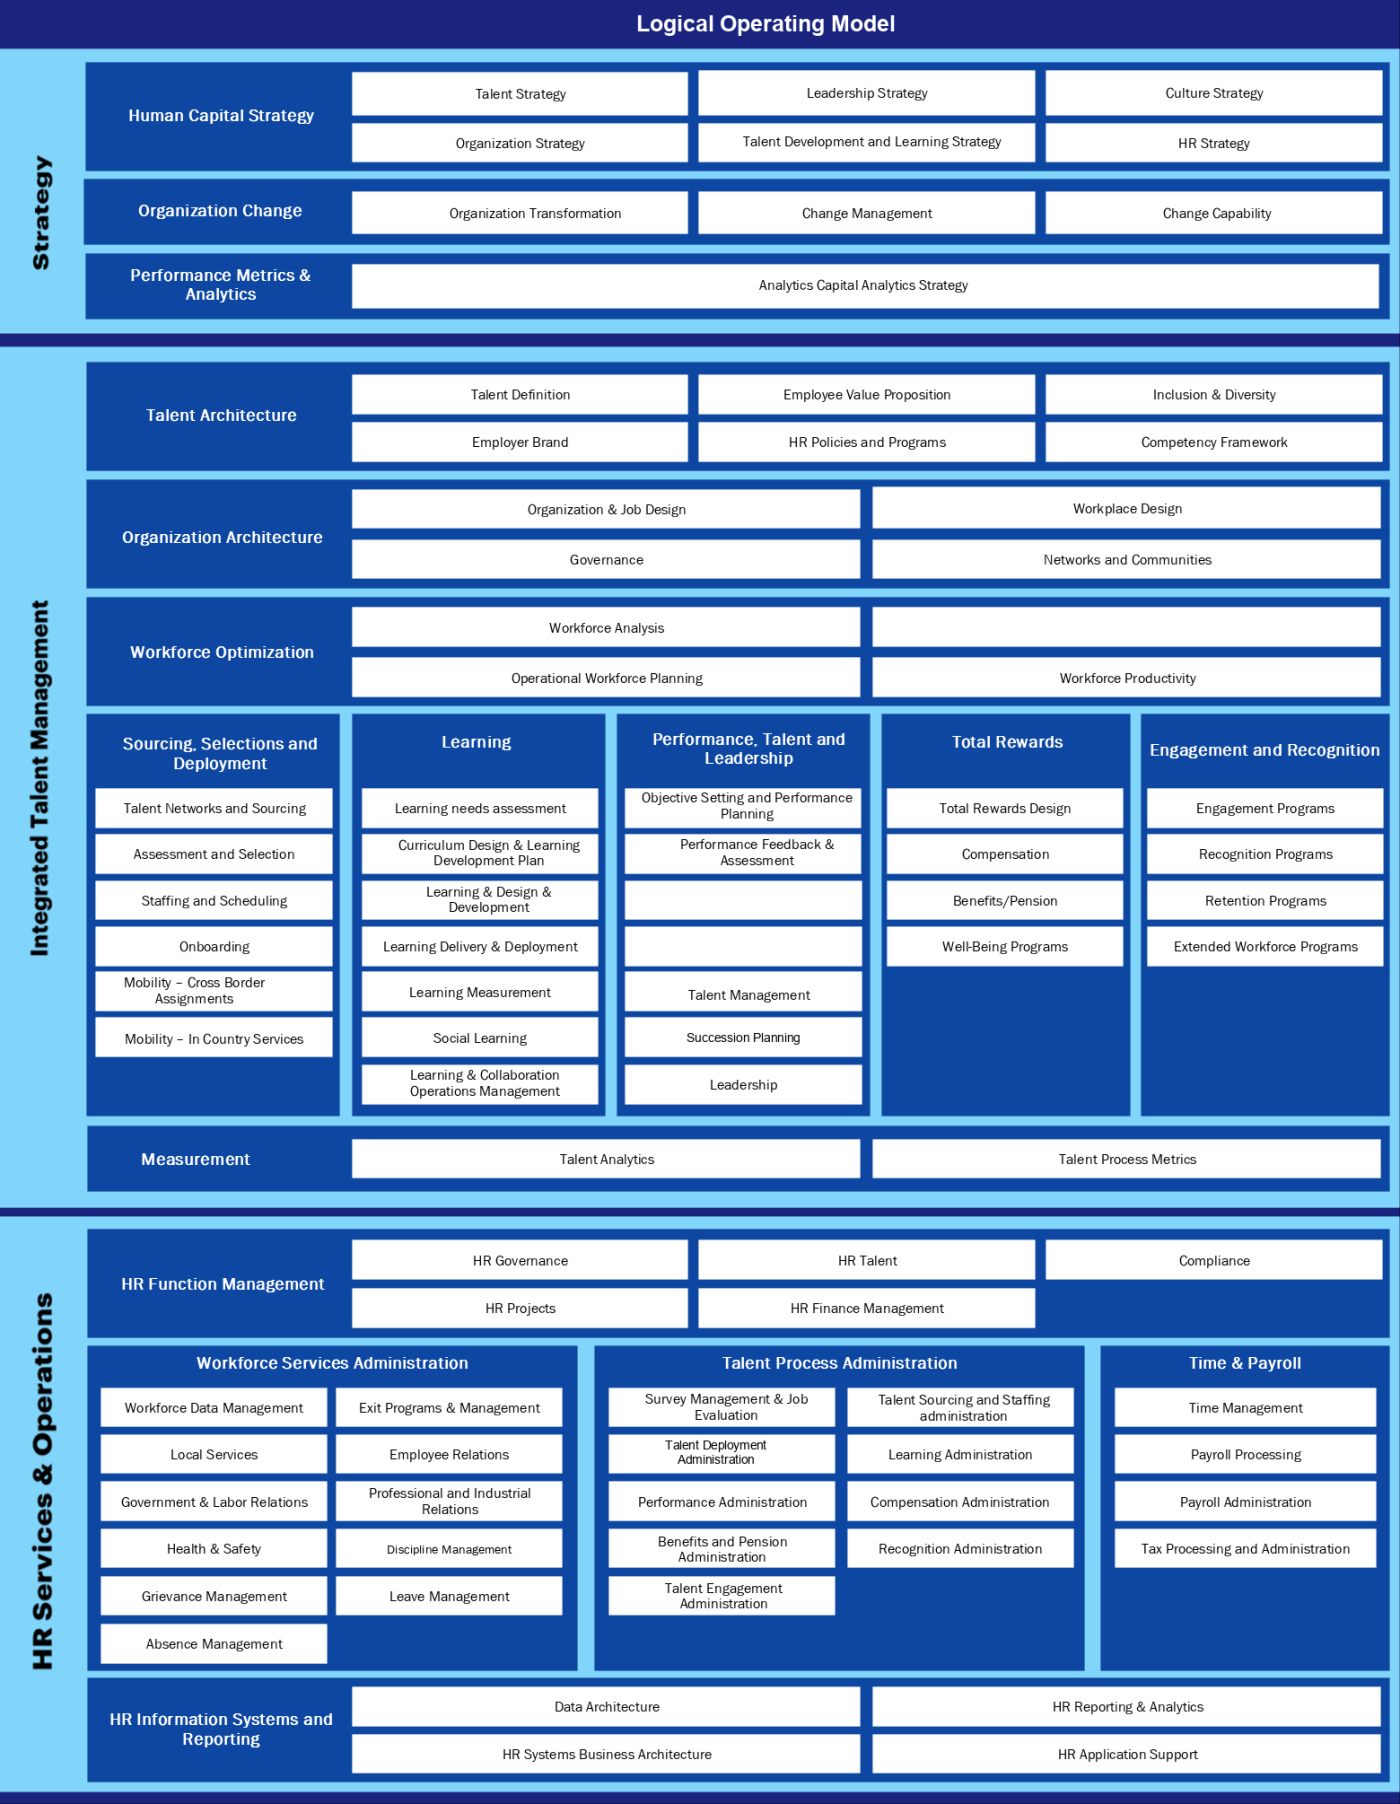 Logical Operating Model
Strategy
Human Capital Strategy
Talent Strategy
Leadership Strategy
Culture Strategy
Organization Strategy
Talent Development and Learning Strategy
HR Strategy
Organization Change
Organization Transformation
Change Management
Change Capability
Performance Metrics &
Analytics
Analytics Capital Analytics Strategy
Integrated Talent Management
Talent Architecture
Talent Definition
Employee Value Proposition
Inclusion & Diversity
Employer Brand
HR Policies and Programs
Competency Framework
Organization Architecture
Organization & Job Design
Workplace Design
Governance
Networks and Communities
Workforce Optimization
Workforce Analysis
Operational Workforce Planning
Workforce Productivity
Sourcing, Selections and
Deployment
Talent Networks and Sourcing
Assessment and Selection
Staffing and Scheduling
Onboarding
Mobility – Cross Border
Assignments
Mobility – In Country Services
Learning
Learning needs assessment
Curriculum Design & Learning
Development Plan
Learning & Design &
Development
Learning Delivery & Deployment
Learning Measurement
Social Learning
Learning & Collaboration
Operations Management
Performance, Talent and
Leadership
Objective Setting and Performance
Planning
Performance Feedback &
Assessment
Talent Management
Succession Planning
Leadership
Total Rewards
Total Rewards Design
Compensation
Benefits/Pension
Well-Being Programs
Engagement and Recognition
Engagement Programs
Recognition Programs
Retention Programs
Extended Workforce Programs
Measurement
Talent Analytics
Talent Process Metrics
HR Services & Operations
HR Function Management
HR Governance
HR Talent
Compliance
HR Projects
HR Finance Management
Workforce Services Administration
Workforce Data Management
Exit Programs & Management
Local Services
Employee Relations
Government & Labor Relations
Professional and Industrial
Relations
Health & Safety
Discipline Management
Grievance Management
Leave Management
Absence Management
Talent Process Administration
Survey Management & Job
Evaluation
Talent Sourcing and Staffing
administration
Talent Deployment
Administration
Learning Administration
Performance Administration
Compensation Administration
Benefits and Pension
Administration
Recognition Administration
Talent Engagement
Administration
Time & Payroll
Time Management
Payroll Processing
Payroll Administration
Tax Processing and Administration
HR Information Systems and
Reporting
Data Architecture
HR Reporting & Analytics
HR Systems Business Architecture
HR Application Support